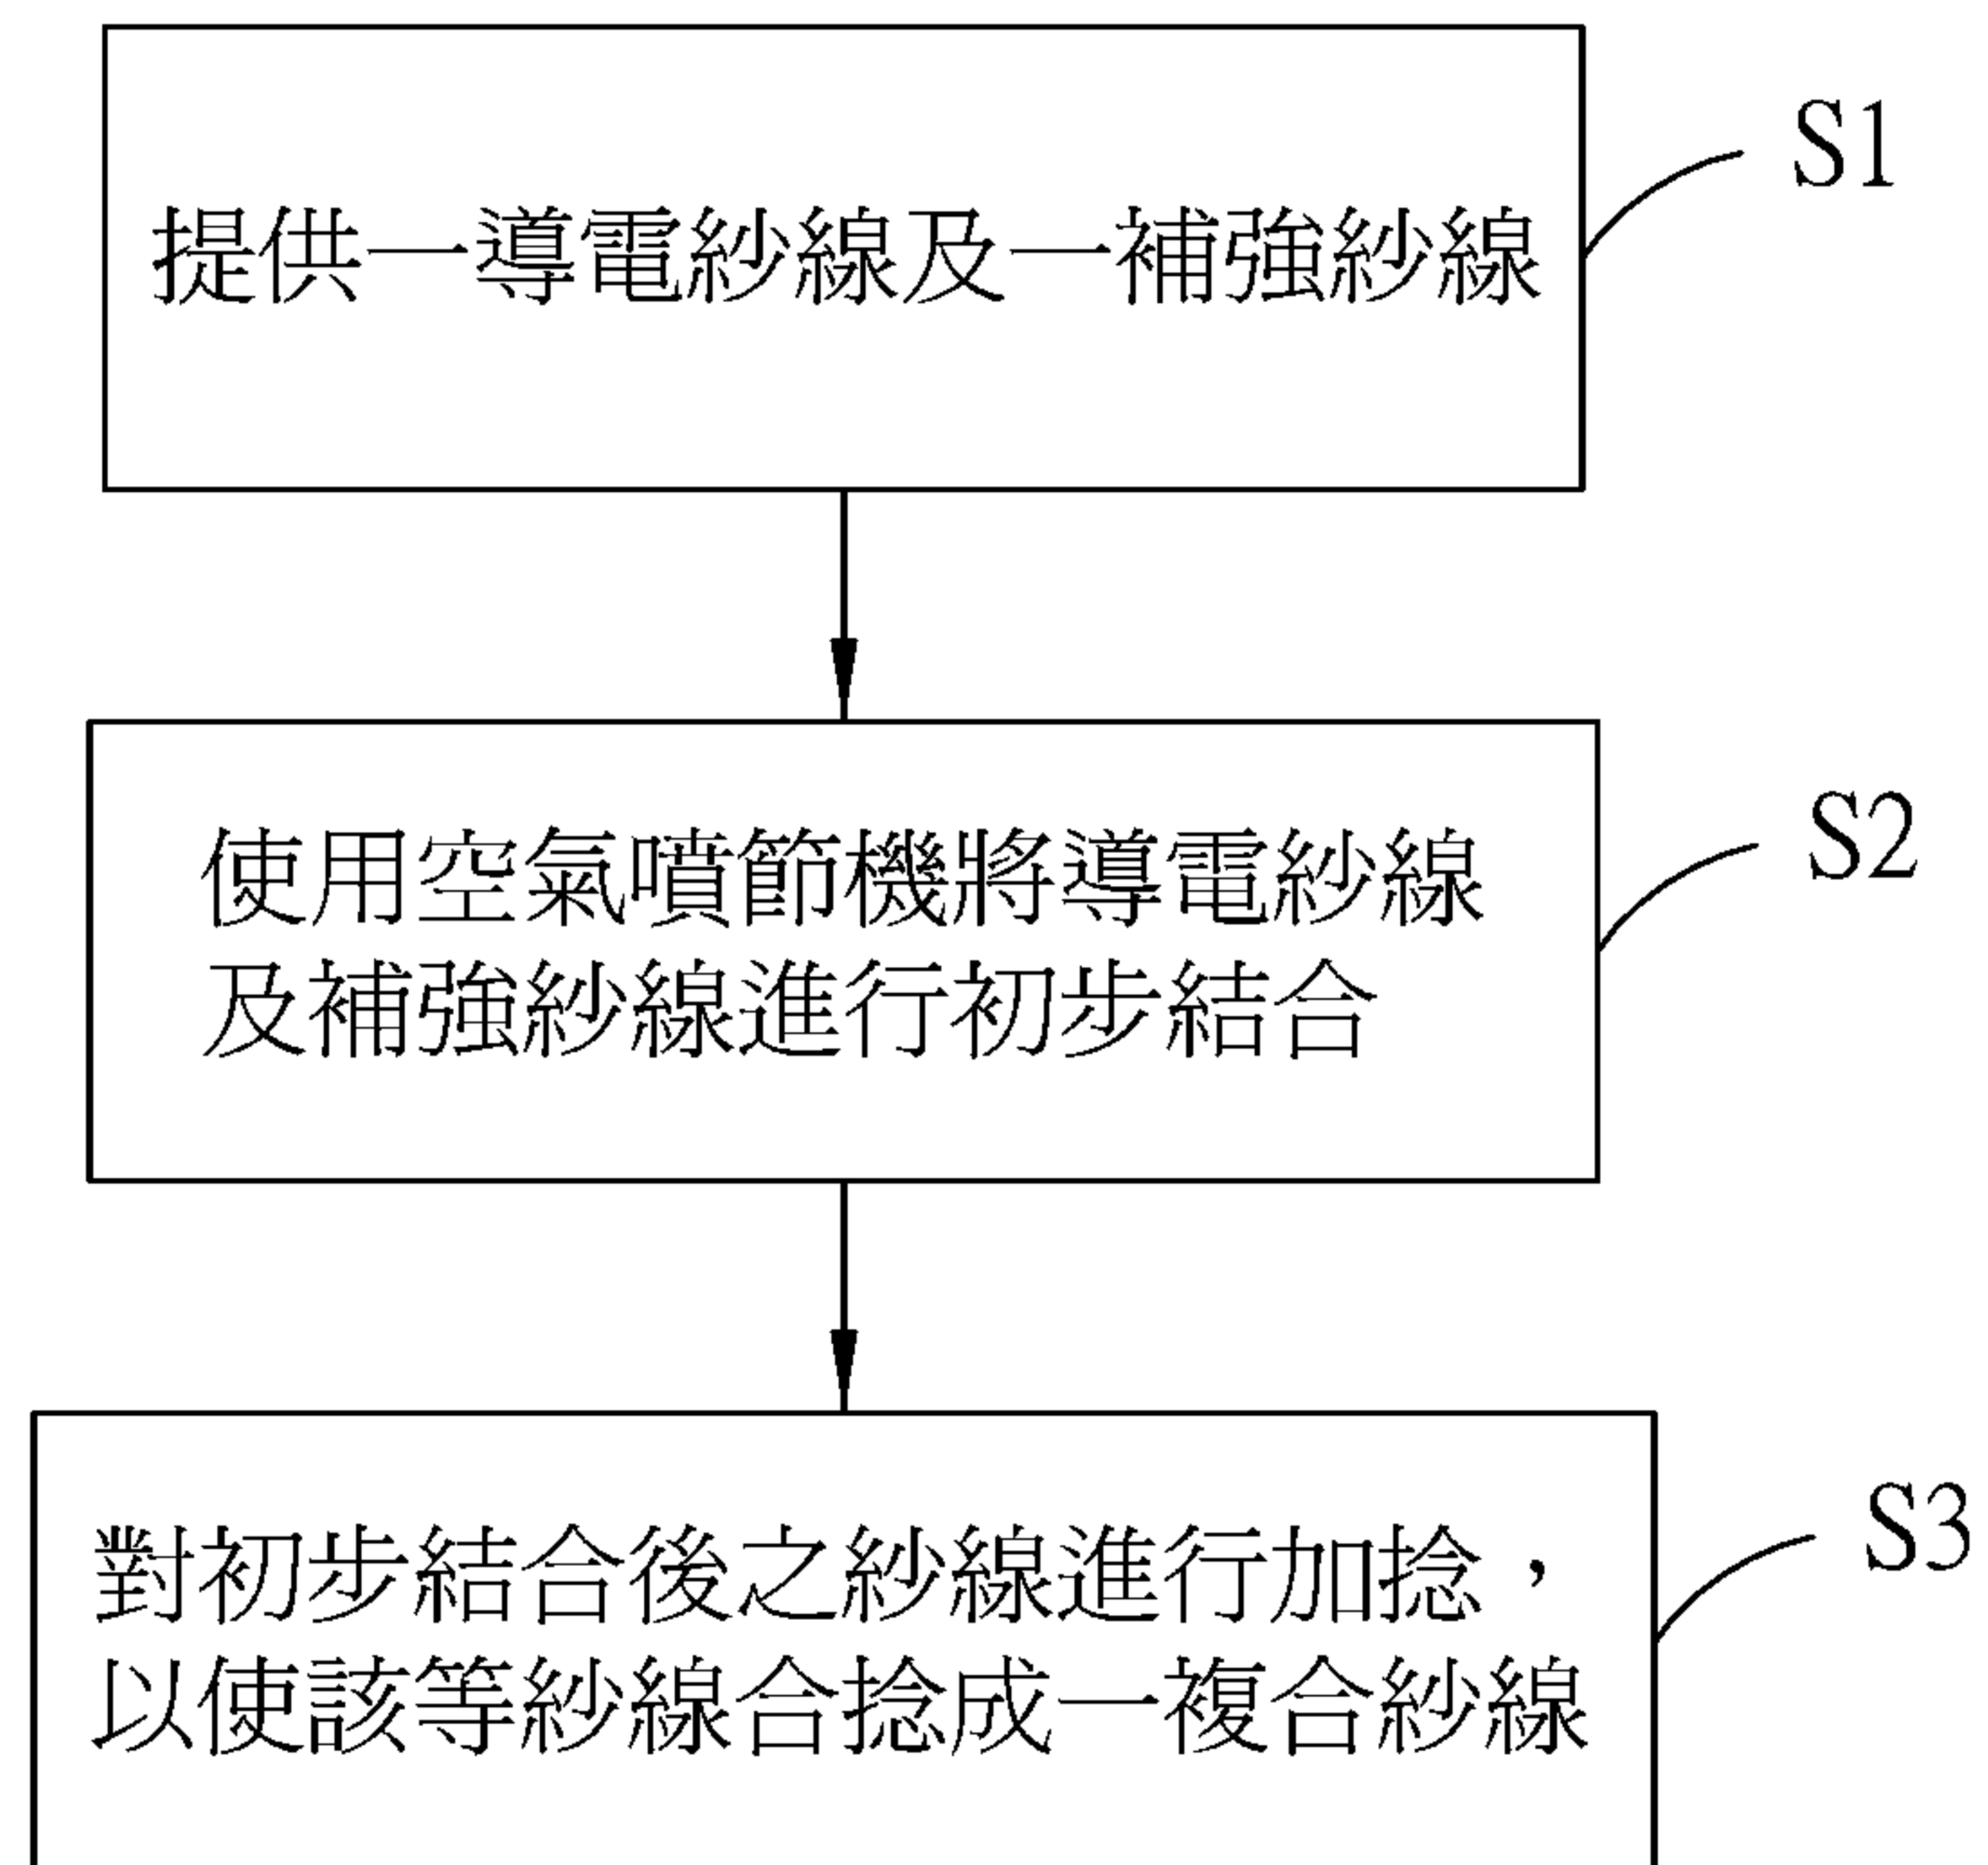 提供一導電紗線及一補強紗線
S1
使用空氣噴節機將導電紗線
及補強紗線進行初步結合
S2
對初步結合後之紗線進行加捻，
以使該等紗線合捻成一複合紗線
S3